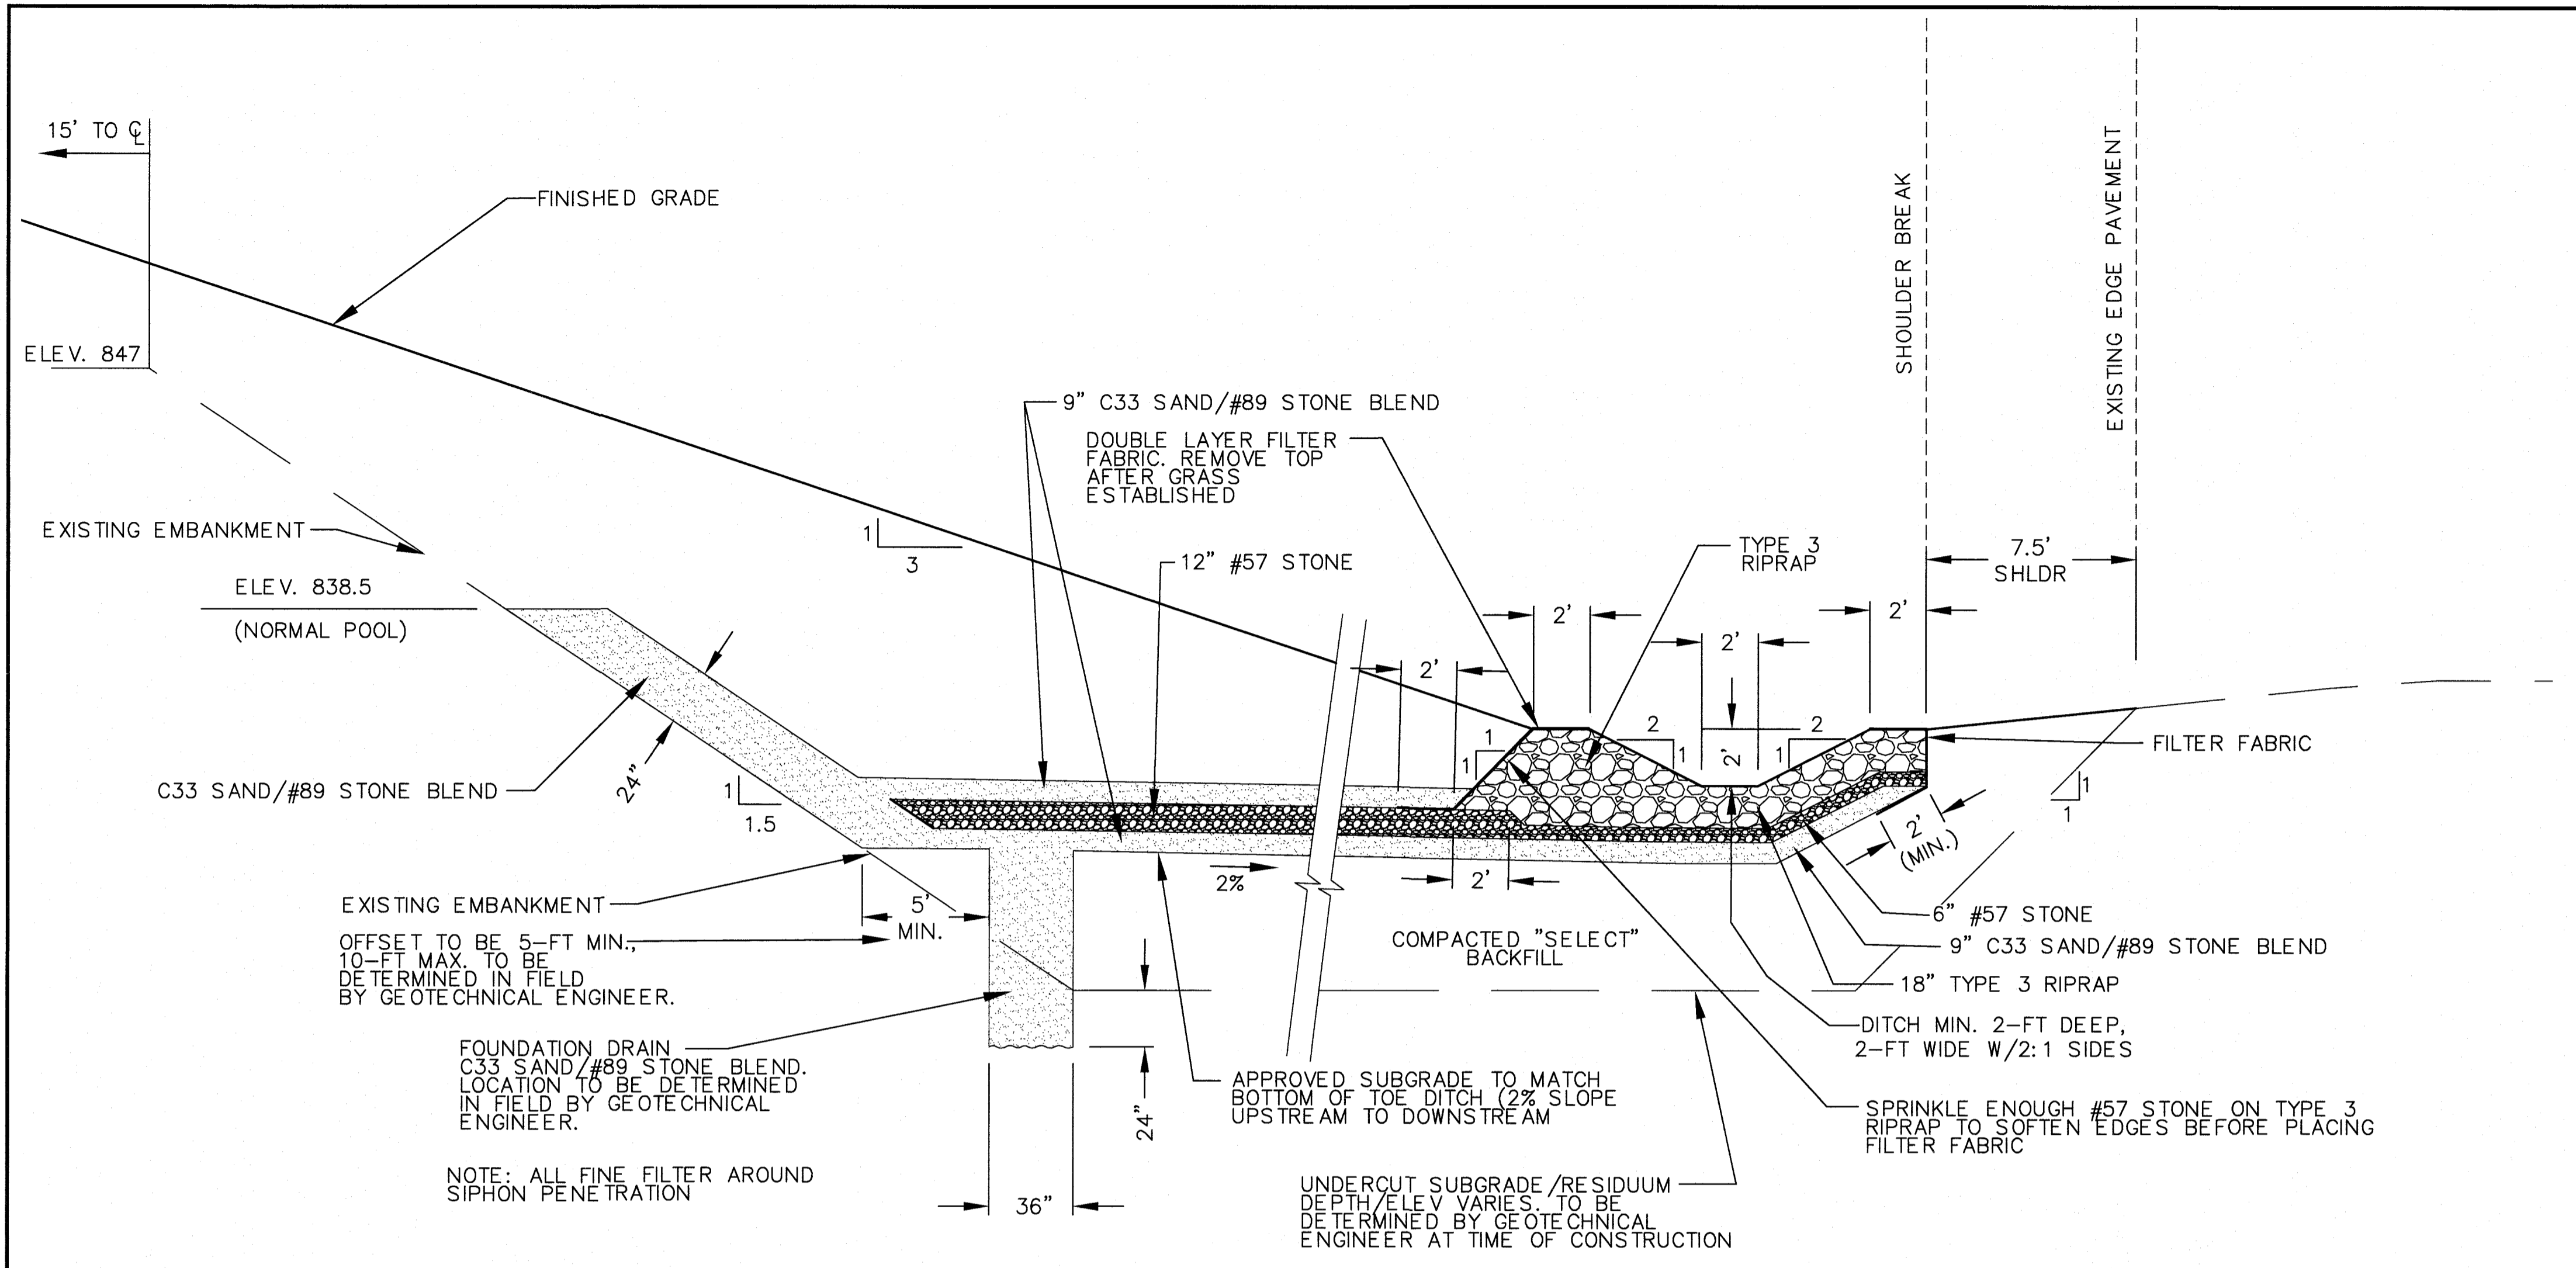 15' TO ℄
FINISHED GRADE
ELEV. 847
EXISTING EMBANKMENT
ELEV. 838.5
(NORMAL POOL)
1
3
9" C33 SAND/#89 STONE BLEND
DOUBLE LAYER FILTER
FABRIC. REMOVE TOP
AFTER GRASS
ESTABLISHED
12" #57 STONE
TYPE 3
RIPRAP
SHOULDER BREAK
EXISTING EDGE PAVEMENT
7.5'
SHLDR
2'
2'
2'
2'
2'
1
1
2
1
1
2
FILTER FABRIC
1
1
C33 SAND/#89 STONE BLEND
24"
1
1.5
2%
2'
2'
(MIN.)
EXISTING EMBANKMENT
5'
MIN.
OFFSET TO BE 5-FT MIN.,
10-FT MAX. TO BE
DETERMINED IN FIELD
BY GEOTECHNICAL ENGINEER.
COMPACTED "SELECT"
BACKFILL
6" #57 STONE
9" C33 SAND/#89 STONE BLEND
18" TYPE 3 RIPRAP
DITCH MIN. 2-FT DEEP,
2-FT WIDE W/2:1 SIDES
FOUNDATION DRAIN
C33 SAND/#89 STONE BLEND.
LOCATION TO BE DETERMINED
IN FIELD BY GEOTECHNICAL
ENGINEER.
24"
APPROVED SUBGRADE TO MATCH
BOTTOM OF TOE DITCH (2% SLOPE
UPSTREAM TO DOWNSTREAM
SPRINKLE ENOUGH #57 STONE ON TYPE 3
RIPRAP TO SOFTEN EDGES BEFORE PLACING
FILTER FABRIC
NOTE: ALL FINE FILTER AROUND
SIPHON PENETRATION
36"
UNDERCUT SUBGRADE/RESIDUUM
DEPTH/ELEV VARIES. TO BE
DETERMINED BY GEOTECHNICAL
ENGINEER AT TIME OF CONSTRUCTION